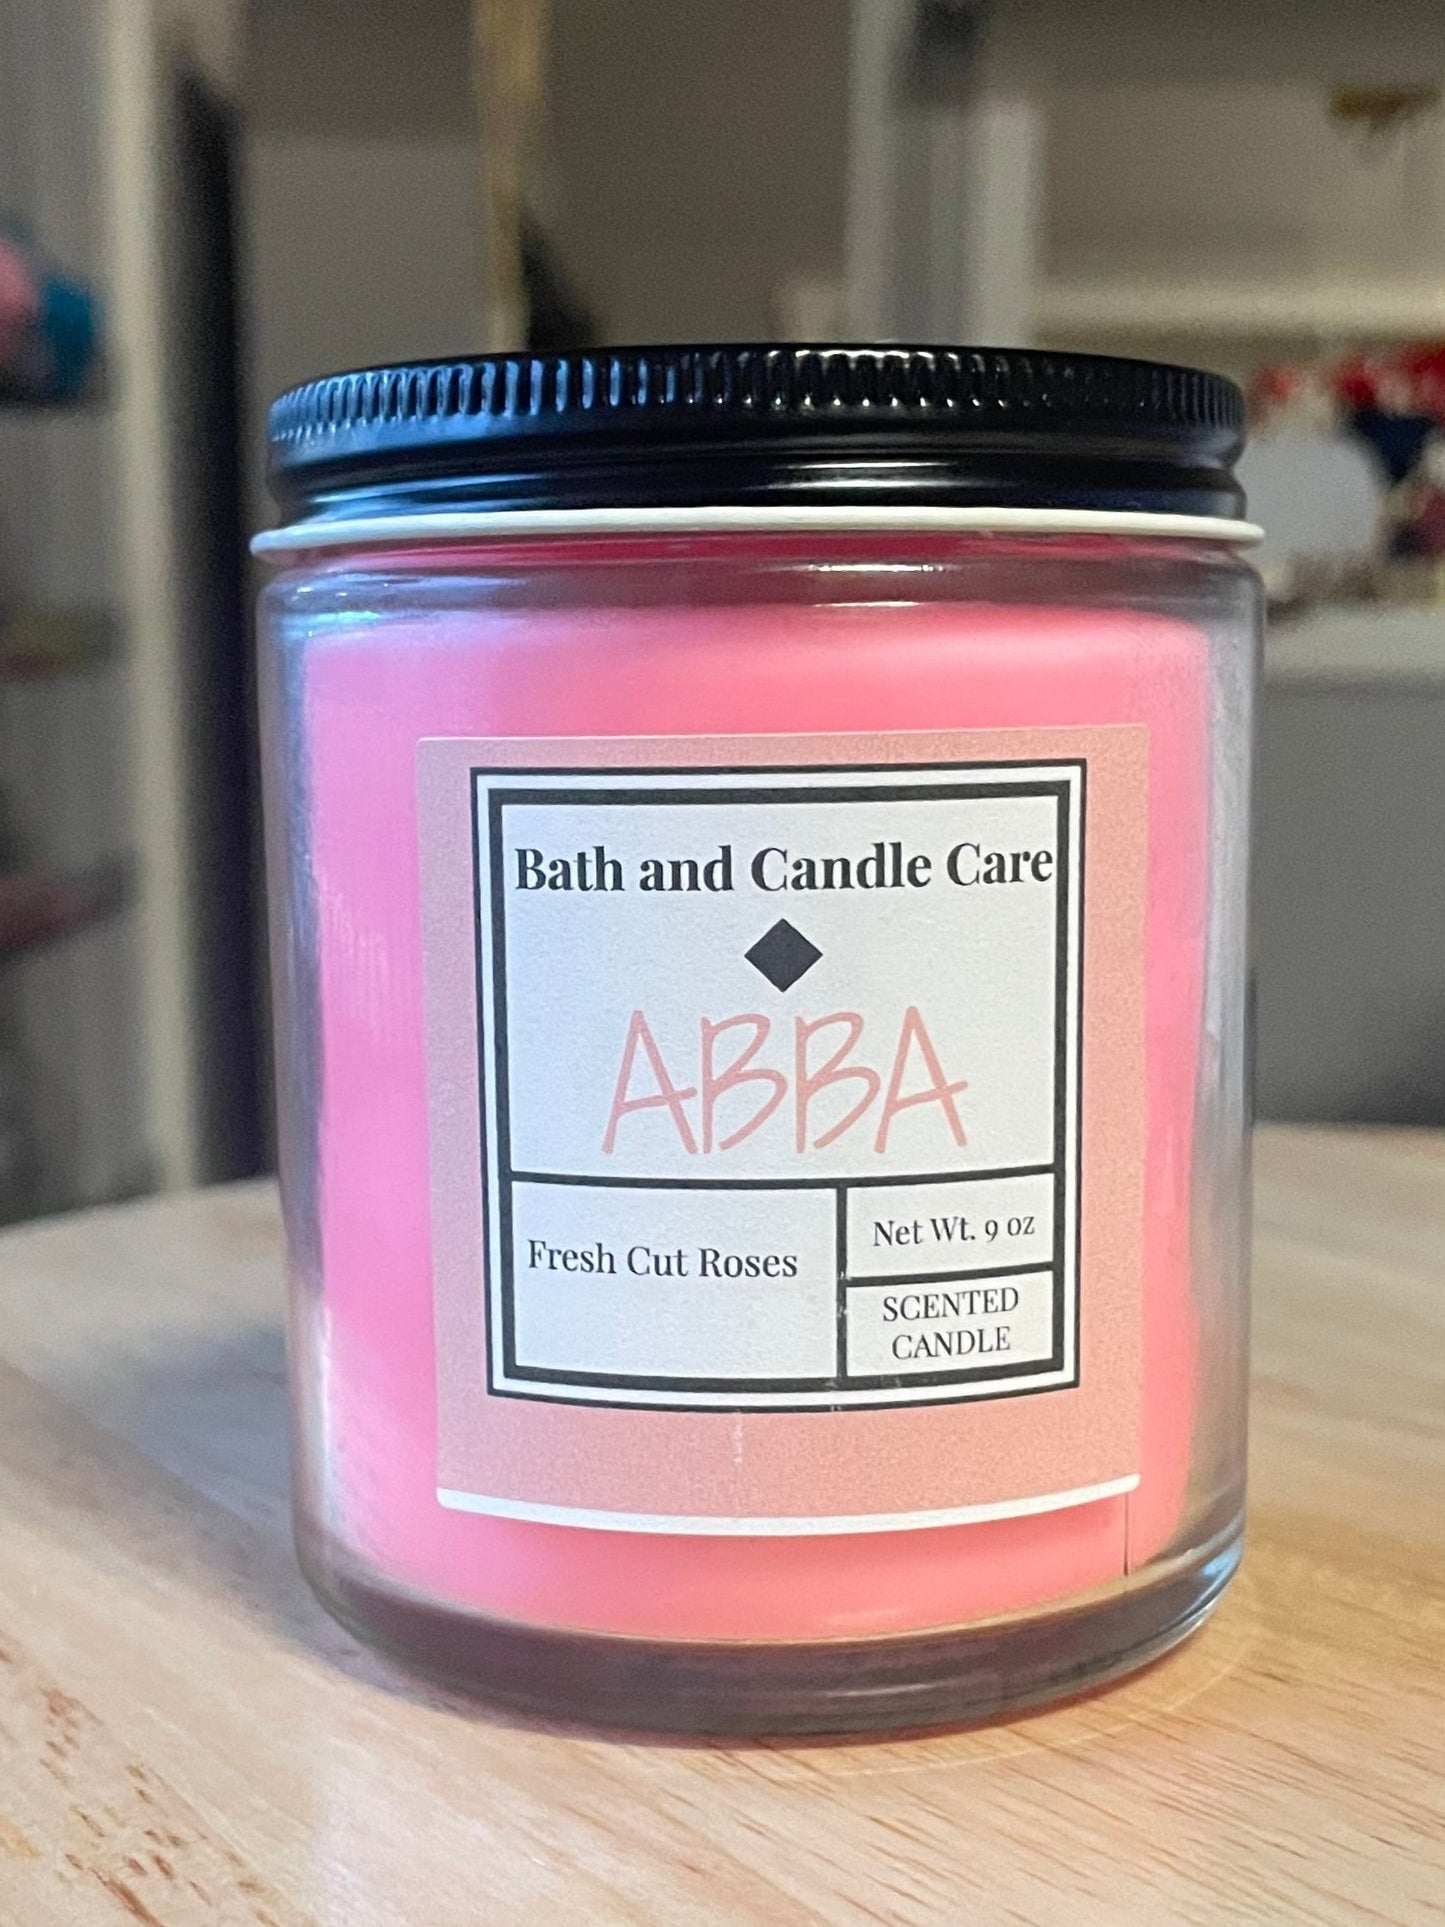 Bath and Candle Care
ABBA
Fresh Cut Roses
Net Wt. 9 oz
SCENTED
CANDLE